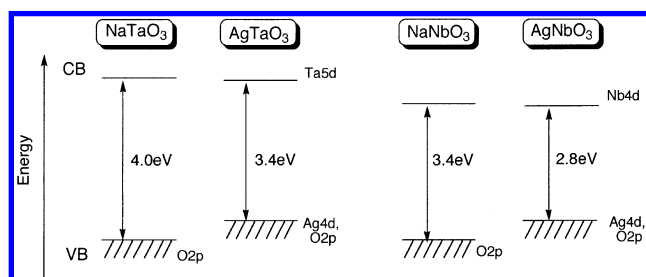 NaTaO3
AgTaO3
NaNbO3
AgNbO3
CB
Ta5d
Nb4d
Energy
4.0eV
3.4eV
3.4eV
2.8eV
VB
O2p
Ag4d,
O2p
O2p
Ag4d,
O2p